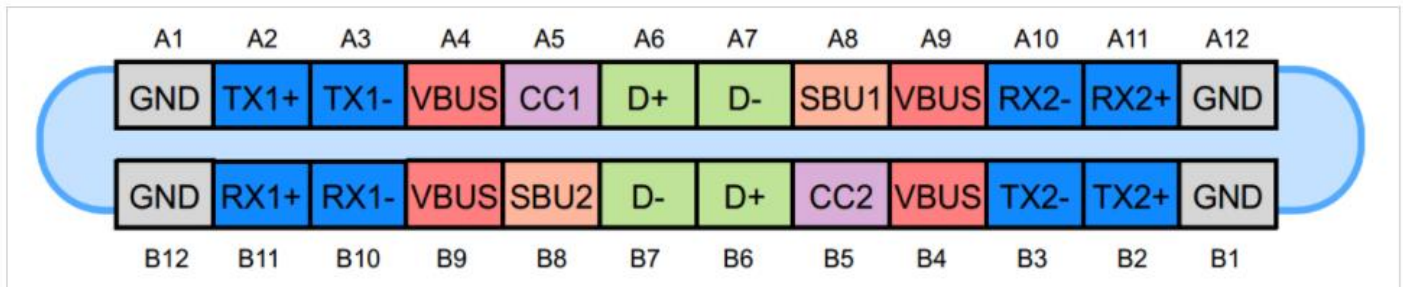 A1 A2 A3 A4 A5 A6 A7 A8 A9 A10 A11 A12
GND TX1+ TX1- VBUS CC1 D+ D- SBU1 VBUS RX2- RX2+ GND
GND RX1+ RX1- VBUS SBU2 D- D+ CC2 VBUS TX2- TX2+ GND
B12 B11 B10 B9 B8 B7 B6 B5 B4 B3 B2 B1